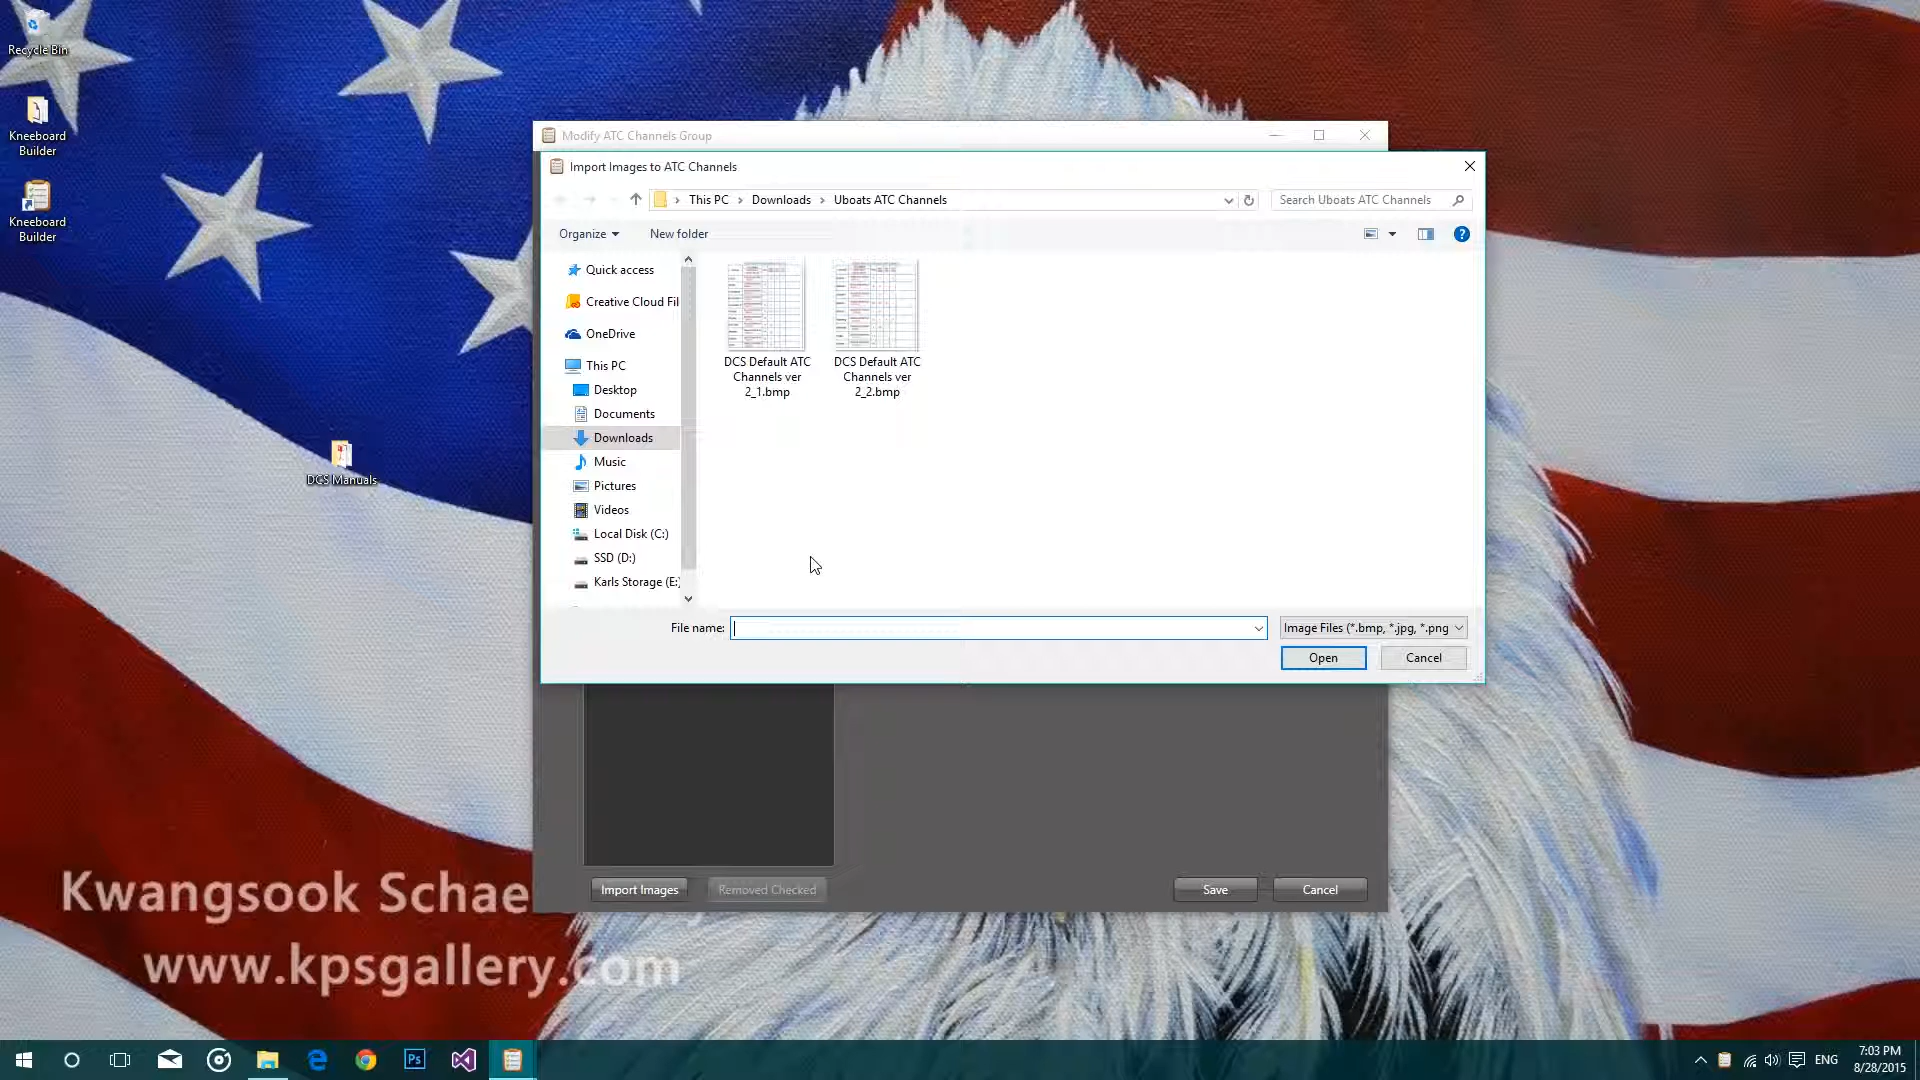 Recycle Bin
Kneeboard
Builder
Kneeboard
Builder
DCS Manuals
Modify ATC Channels Group
Import Images to ATC Channels
This PC
Downloads
Uboats ATC Channels
Search Uboats ATC Channels
Organize
New folder
Quick access
Creative Cloud Fil
OneDrive
This PC
Desktop
Documents
Downloads
Music
Pictures
Videos
Local Disk (C:)
SSD (D:)
Karls Storage (E:)
DCS Default ATC
Channels ver
2_1.bmp
DCS Default ATC
Channels ver
2_2.bmp
File name:
Image Files (*.bmp, *.jpg, *.png
Open
Cancel
Import Images
Removed Checked
Save
Cancel
Kwangsook Schae
www.kpsgallery.com
Ps
ENG
7:03 PM
8/28/2015